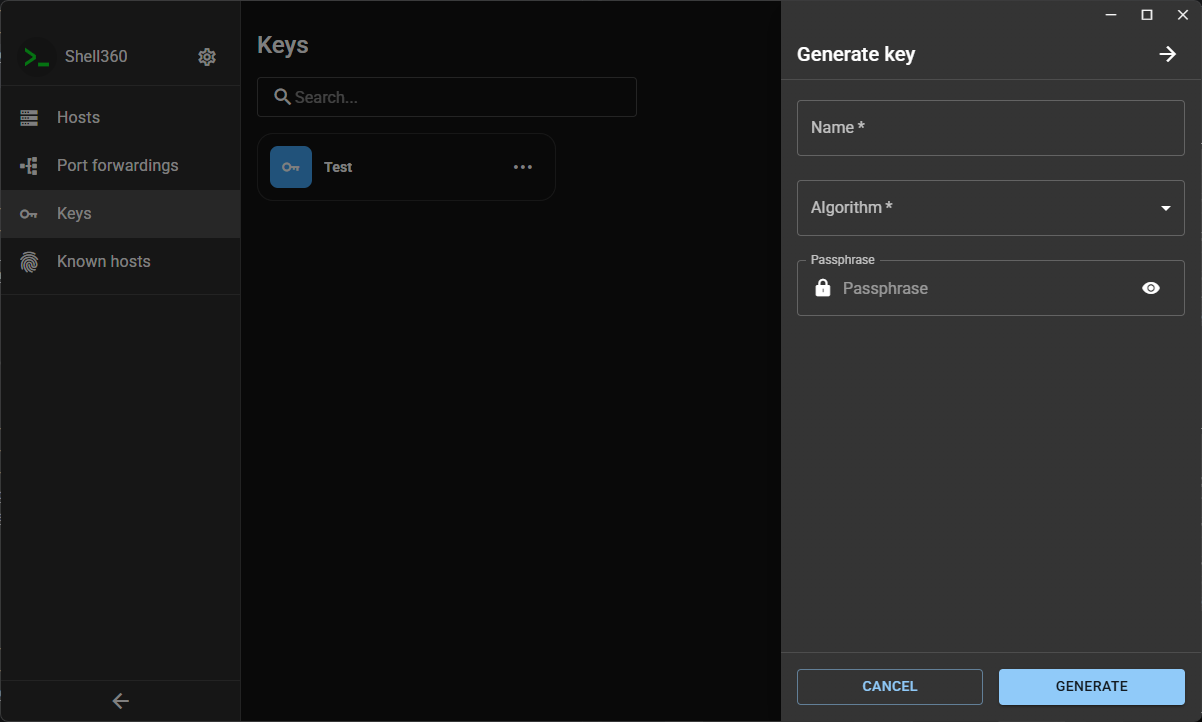 Shell360
Hosts
Port forwardings
Keys
Known hosts
Keys
Search...
Test
Generate key
Name *
Algorithm *
Passphrase
Passphrase
CANCEL
GENERATE